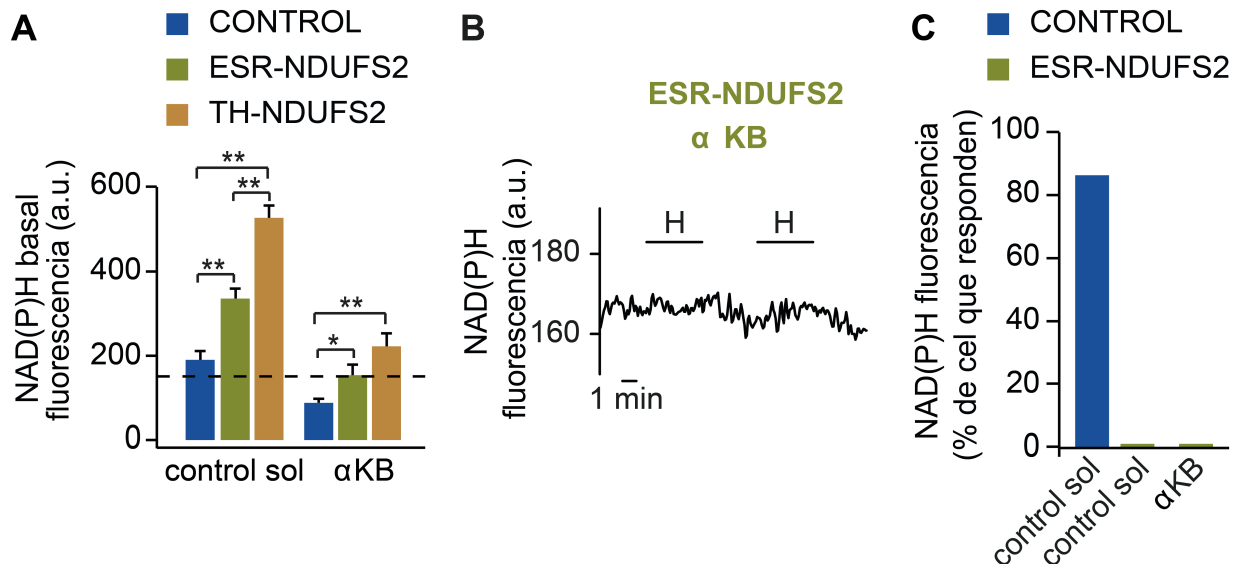 A
CONTROL
ESR-NDUFS2
TH-NDUFS2
NAD(P)H basal
fluorescencia (a.u.)
600
400
200
0
**
**
**
**
*
control sol
αKB
B
ESR-NDUFS2
α KB
NAD(P)H
fluorescencia (a.u.)
180
160
H
H
1 min
C
CONTROL
ESR-NDUFS2
NAD(P)H fluorescencia
(% de cel que responden)
100
80
60
40
20
0
control sol
control sol
αKB